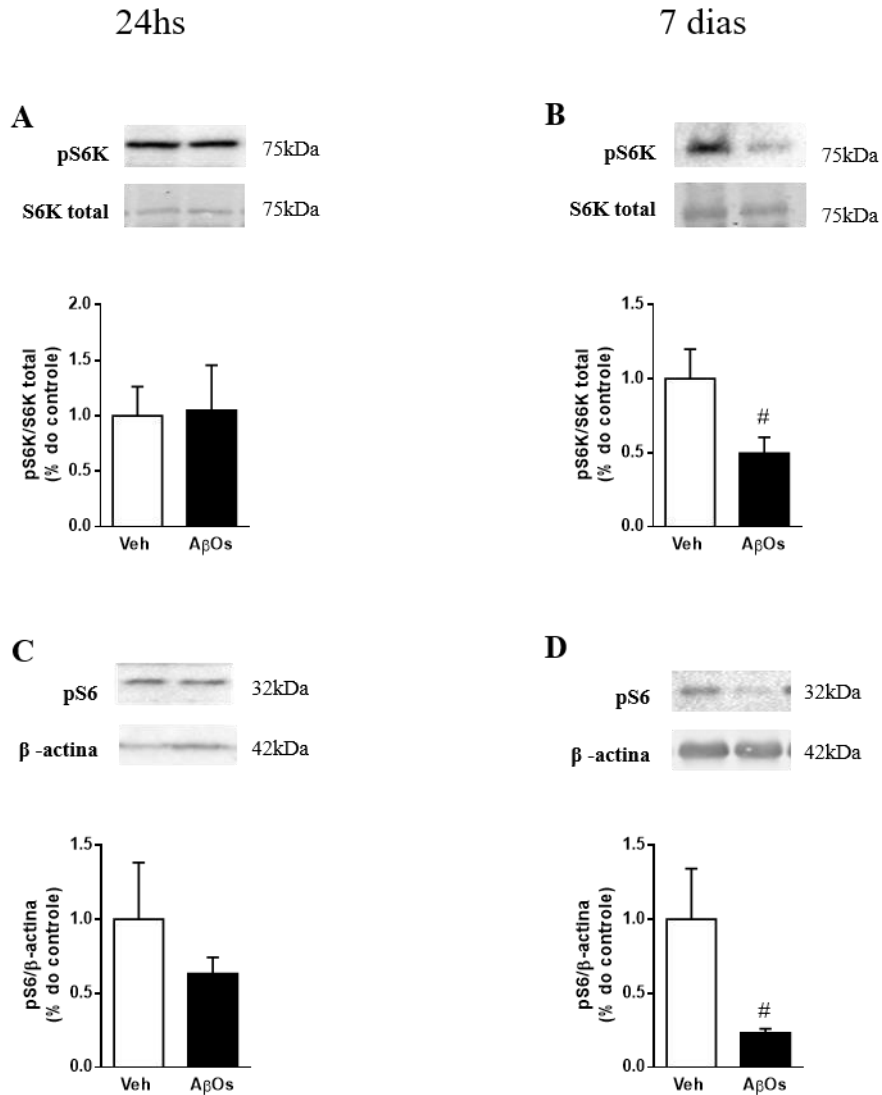 24hs
7 dias
A
pS6K
75kDa
S6K total
75kDa
pS6K/S6K total
(% do controle)
2.0
1.5
1.0
0.5
0.0
Veh
AβOs
B
pS6K
75kDa
S6K total
75kDa
pS6K/S6K total
(% do controle)
1.5
1.0
0.5
0.0
#
Veh
AβOs
C
pS6
32kDa
β -actina
42kDa
pS6/β-actina
(% do controle)
1.5
1.0
0.5
0.0
Veh
AβOs
D
pS6
32kDa
β -actina
42kDa
pS6/β-actina
(% do controle)
1.5
1.0
0.5
0.0
#
Veh
AβOs